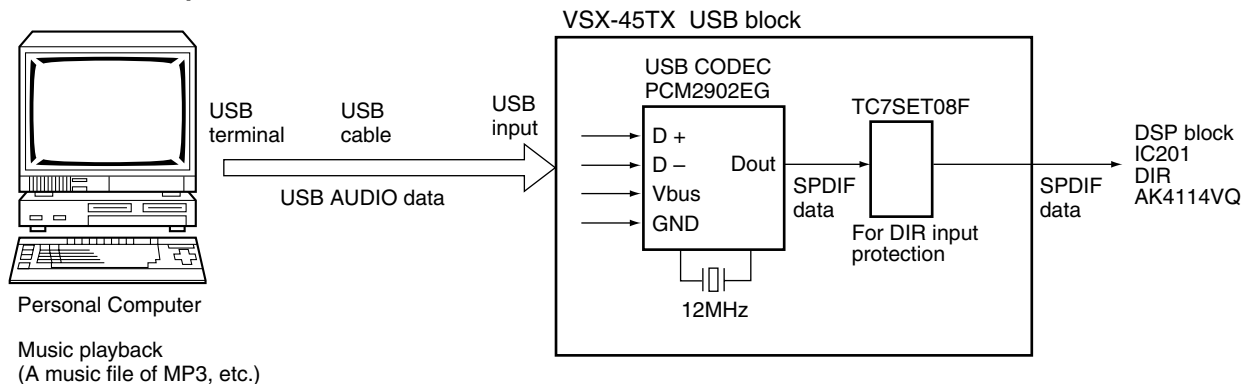 VSX-45TX USB block
USB CODEC
PCM2902EG
TC7SET08F
USB
terminal
USB
cable
USB
input
D +
D –
Vbus
GND
Dout
SPDIF
data
SPDIF
data
DSP block
IC201
DIR
AK4114VQ
USB AUDIO data
For DIR input
protection
12MHz
Personal Computer
Music playback
(A music file of MP3, etc.)